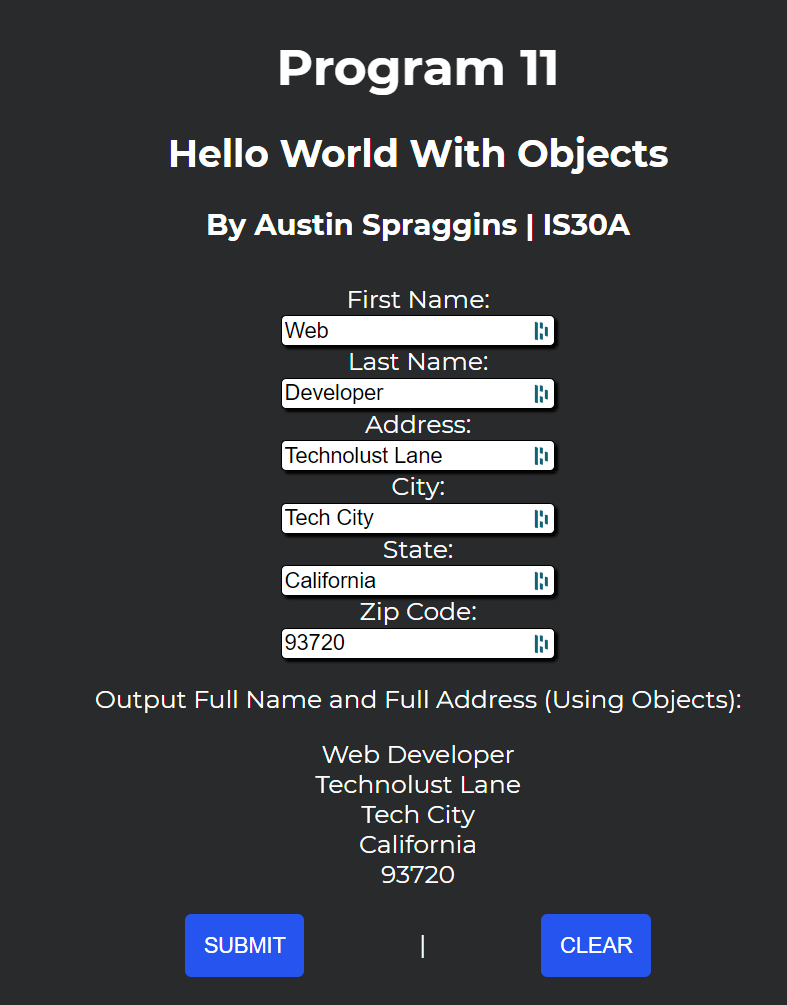 Program 11
Hello World With Objects
By Austin Spraggins | IS30A
First Name:
Web
Last Name:
Developer
Address:
Technolust Lane
City:
Tech City
State:
California
Zip Code:
93720
Output Full Name and Full Address (Using Objects):
Web Developer
Technolust Lane
Tech City
California
93720
SUBMIT | CLEAR